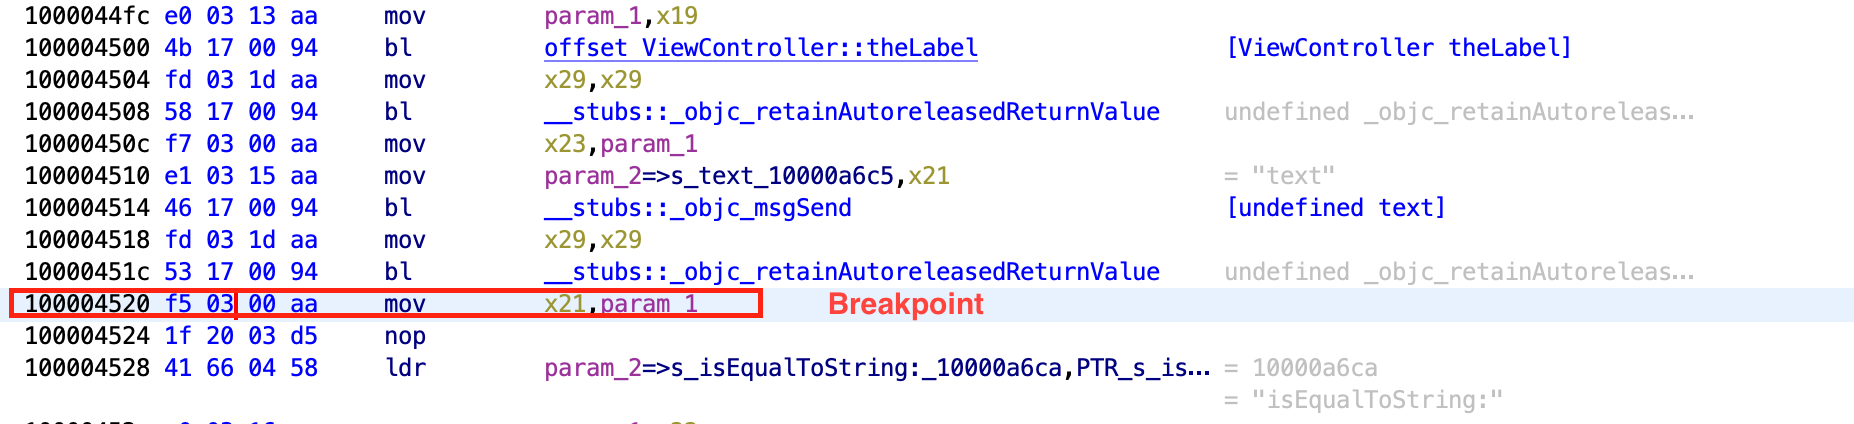 1000044fc e0 03 13 aa mov param_1,x19
100004500 4b 17 00 94 bl offset ViewController::theLabel [ViewController theLabel]
100004504 fd 03 1d aa mov x29,x29
100004508 58 17 00 94 bl __stubs::_objc_retainAutoreleasedReturnValue undefined _objc_retainAutoreleas...
10000450c f7 03 00 aa mov x23,param_1
100004510 e1 03 15 aa mov param_2=>s_text_10000a6c5,x21 = "text"
100004514 46 17 00 94 bl __stubs::_objc_msgSend [undefined text]
100004518 fd 03 1d aa mov x29,x29
10000451c 53 17 00 94 bl __stubs::_objc_retainAutoreleasedReturnValue undefined _objc_retainAutoreleas...
100004520 f5 03 00 aa mov x21,param_1 Breakpoint
100004524 1f 20 03 d5 nop
100004528 41 66 04 58 ldr param_2=>s_isEqualToString:_10000a6ca,PTR_s_is... = 10000a6ca
= "isEqualToString:"